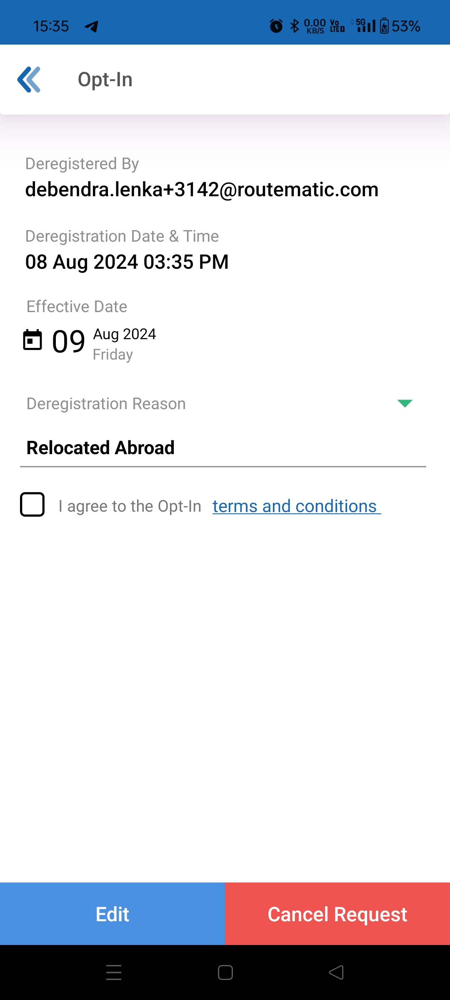 15:35 0.00 KB/S Vo LTE D 5G 53%
Opt-In
Deregistered By
debendra.lenka+3142@routematic.com
Deregistration Date & Time
08 Aug 2024 03:35 PM
Effective Date
09 Aug 2024
Friday
Deregistration Reason
Relocated Abroad
I agree to the Opt-In terms and conditions
Edit Cancel Request